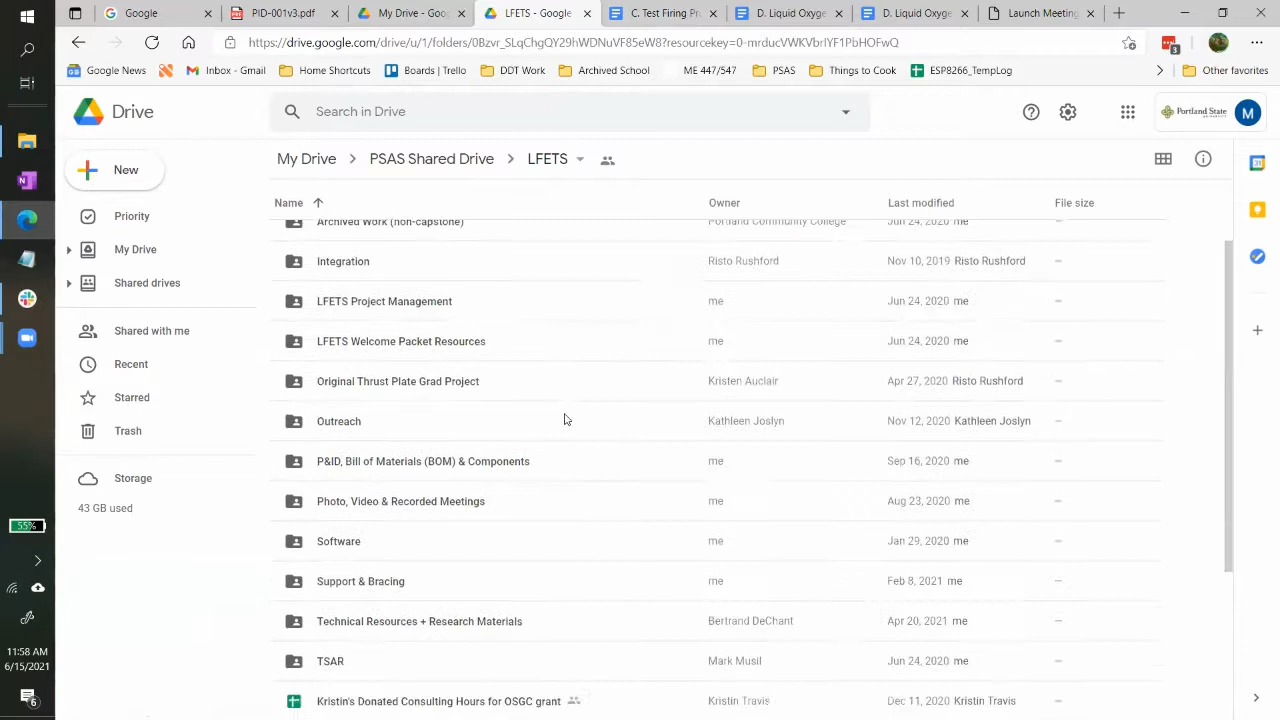 Google
PID-001v3.pdf
My Drive - Goog
LFETS - Google
C. Test Firing Pr
D. Liquid Oxyge
D. Liquid Oxyge
Launch Meeting
https://drive.google.com/drive/u/1/folders/0Bzvr_SLqChgQY29hWDNuVF85eW8?resourcekey=0-mrducVWKVbrIYF1PbHOFwQ
3
Google News
Inbox - Gmail
Home Shortcuts
Boards | Trello
DDT Work
Archived School
ME 447/547
PSAS
Things to Cook
ESP8266_TempLog
Other favorites
Drive
Search in Drive
Portland State
M
New
My Drive > PSAS Shared Drive > LFETS
Name Owner Last modified File size
Archived Work (non-capstone) Portland Community College Jun 24, 2020 me –
Integration Risto Rushford Nov 10, 2019 Risto Rushford –
LFETS Project Management me Jun 24, 2020 me –
LFETS Welcome Packet Resources me Jun 24, 2020 me –
Original Thrust Plate Grad Project Kristen Auclair Apr 27, 2020 Risto Rushford –
Outreach Kathleen Joslyn Nov 12, 2020 Kathleen Joslyn –
P&ID, Bill of Materials (BOM) & Components me Sep 16, 2020 me –
Photo, Video & Recorded Meetings me Aug 23, 2020 me –
Software me Jan 29, 2020 me –
Support & Bracing me Feb 8, 2021 me –
Technical Resources + Research Materials Bertrand DeChant Apr 20, 2021 me –
TSAR Mark Musil Jun 24, 2020 me –
Kristin's Donated Consulting Hours for OSGC grant Kristin Travis Dec 11, 2020 Kristin Travis –
Priority
My Drive
Shared drives
Shared with me
Recent
Starred
Trash
Storage
43 GB used
31
55%
11:58 AM
6/15/2021
6